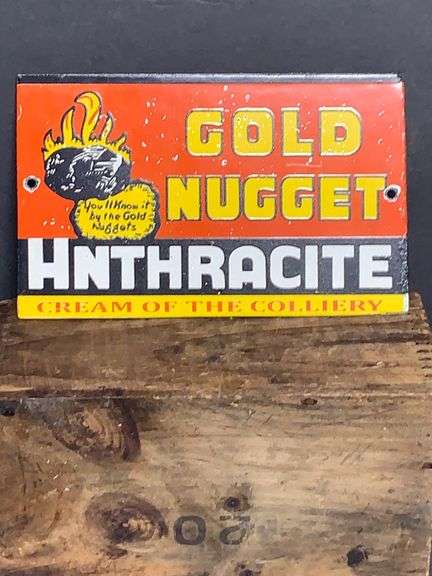 GOLD
NUGGET
You'll Know it
by the Gold
Nuggets
HNTHRACITE
CREAM OF THE COLLIERY